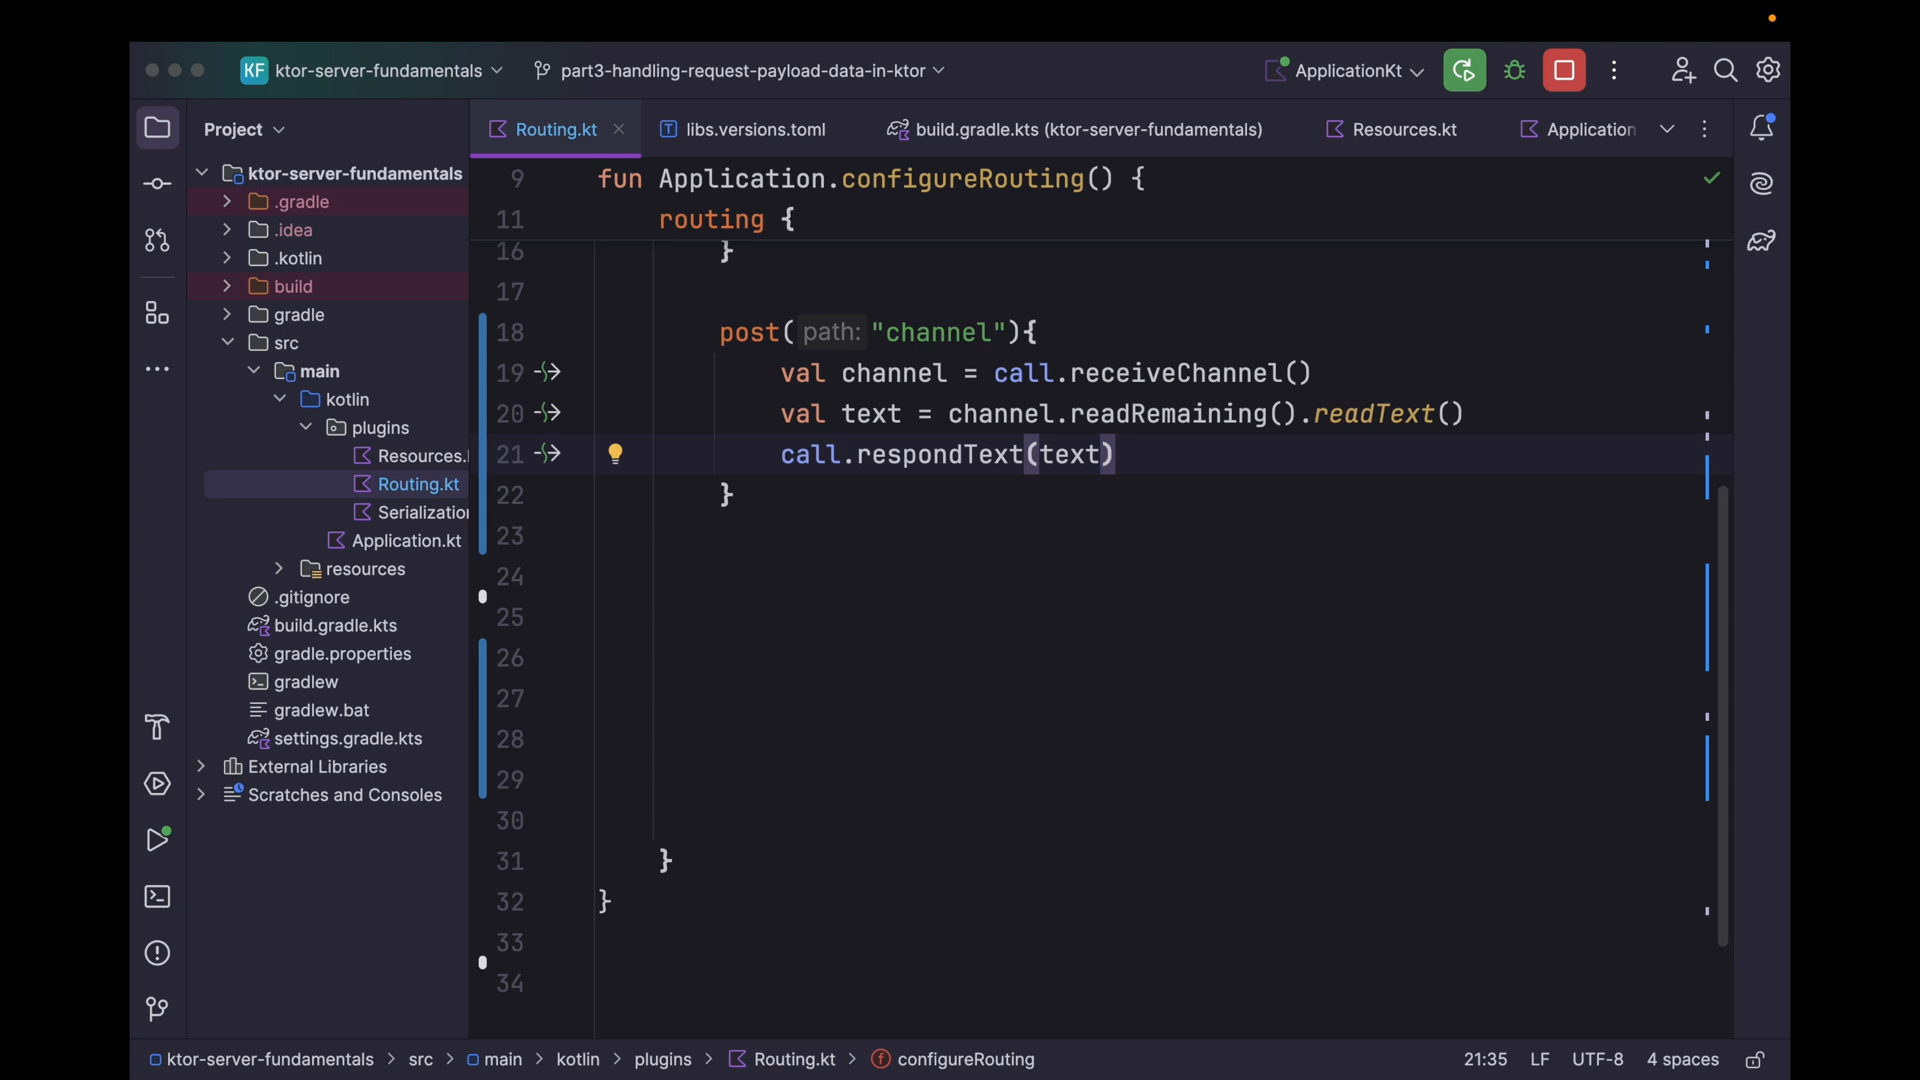 KF ktor-server-fundamentals part3-handling-request-payload-data-in-ktor ApplicationKt
Project
Routing.kt libs.versions.toml build.gradle.kts (ktor-server-fundamentals) Resources.kt Application
ktor-server-fundamentals
.gradle
.idea
.kotlin
build
gradle
src
main
kotlin
plugins
Resources.
Routing.kt
Serialization
Application.kt
resources
.gitignore
build.gradle.kts
gradle.properties
gradlew
gradlew.bat
settings.gradle.kts
External Libraries
Scratches and Consoles
9 fun Application.configureRouting() {
11 routing {
16 }
17
18 post( path: "channel"){
19 val channel = call.receiveChannel()
20 val text = channel.readRemaining().readText()
21 call.respondText(text)
22 }
23
24
25
26
27
28
29
30
31 }
32 }
33
34
ktor-server-fundamentals > src > main > kotlin > plugins > Routing.kt > configureRouting 21:35 LF UTF-8 4 spaces